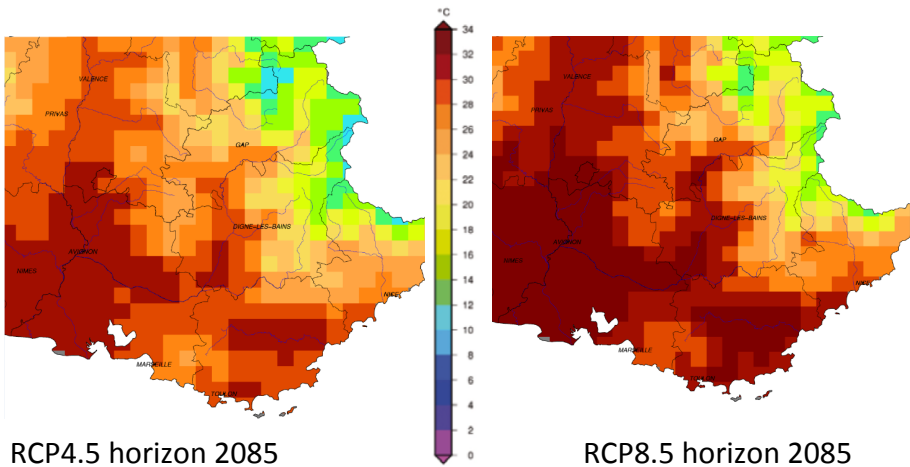 °C
34
32
30
28
26
24
22
20
18
16
14
12
10
8
6
4
2
0
VALENCE
PRIVAS
GAP
DIGNE-LES-BAINS
AVIGNON
NIMES
NICE
MARSEILLE
TOULON
VALENCE
PRIVAS
GAP
DIGNE-LES-BAINS
AVIGNON
NIMES
NICE
MARSEILLE
TOULON
RCP4.5 horizon 2085
RCP8.5 horizon 2085